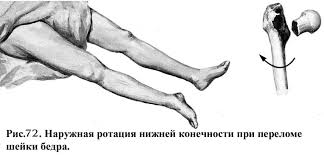 Рис.72. Наружная ротация нижней конечности при переломе
шейки бедра.